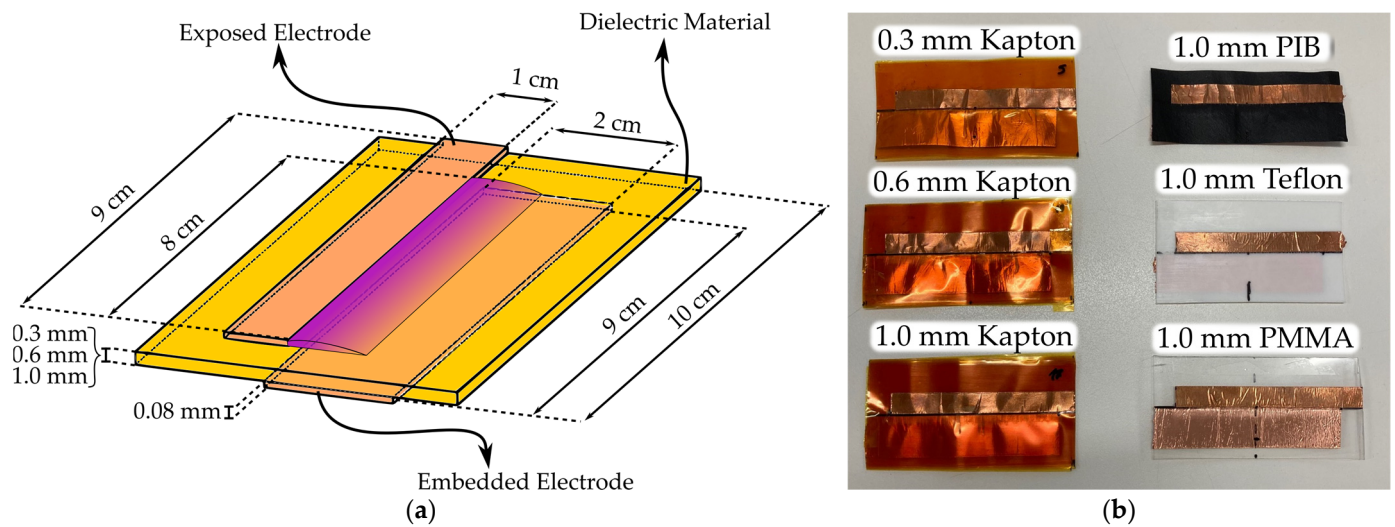 Exposed Electrode
Dielectric Material
1 cm
2 cm
9 cm
8 cm
9 cm
10 cm
0.3 mm
0.6 mm
1.0 mm
0.08 mm
Embedded Electrode
(a)
0.3 mm Kapton
1.0 mm PIB
0.6 mm Kapton
1.0 mm Teflon
1.0 mm Kapton
1.0 mm PMMA
(b)